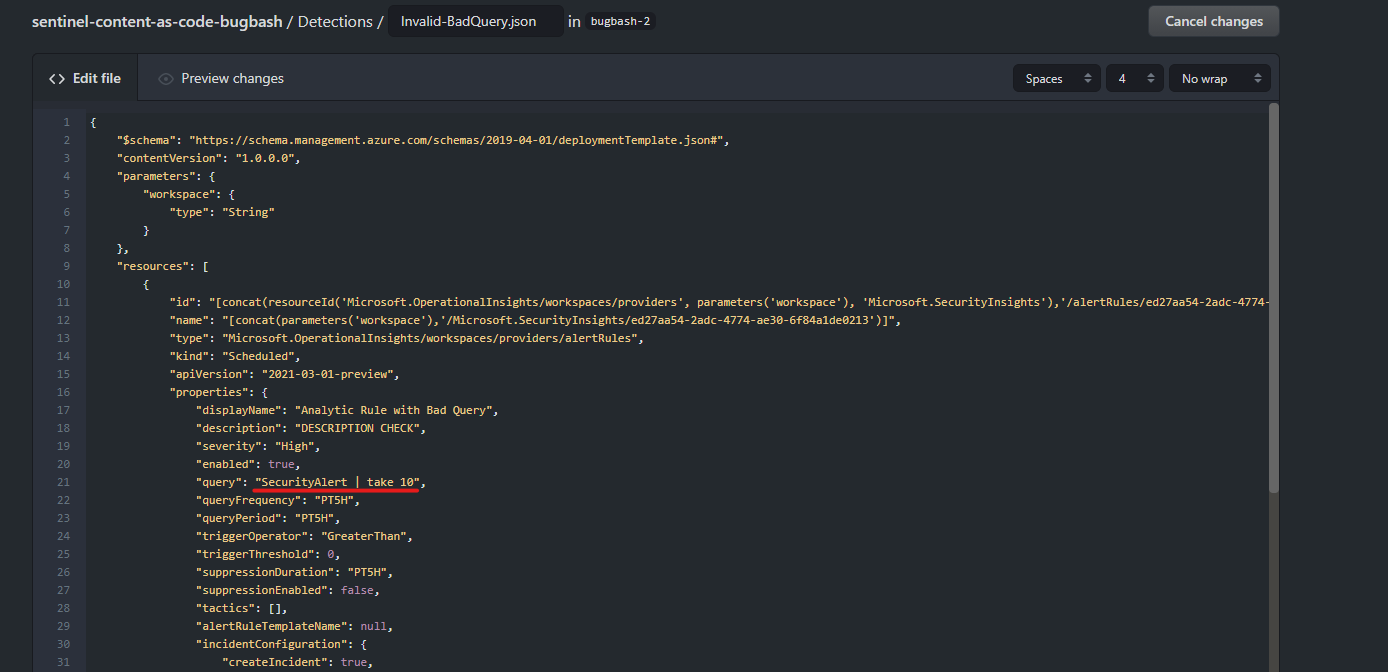 sentinel-content-as-code-bugbash / Detections / Invalid-BadQuery.json in bugbash-2 Cancel changes
<> Edit file Preview changes Spaces 4 No wrap
1 {
2 "$schema": "https://schema.management.azure.com/schemas/2019-04-01/deploymentTemplate.json#",
3 "contentVersion": "1.0.0.0",
4 "parameters": {
5 "workspace": {
6 "type": "String"
7 }
8 },
9 "resources": [
10 {
11 "id": "[concat(resourceId('Microsoft.OperationalInsights/workspaces/providers', parameters('workspace'), 'Microsoft.SecurityInsights'),'/alertRules/ed27aa54-2adc-4774-
12 "name": "[concat(parameters('workspace'),'/Microsoft.SecurityInsights/ed27aa54-2adc-4774-ae30-6f84a1de0213')]",
13 "type": "Microsoft.OperationalInsights/workspaces/providers/alertRules",
14 "kind": "Scheduled",
15 "apiVersion": "2021-03-01-preview",
16 "properties": {
17 "displayName": "Analytic Rule with Bad Query",
18 "description": "DESCRIPTION CHECK",
19 "severity": "High",
20 "enabled": true,
21 "query": "SecurityAlert | take 10",
22 "queryFrequency": "PT5H",
23 "queryPeriod": "PT5H",
24 "triggerOperator": "GreaterThan",
25 "triggerThreshold": 0,
26 "suppressionDuration": "PT5H",
27 "suppressionEnabled": false,
28 "tactics": [],
29 "alertRuleTemplateName": null,
30 "incidentConfiguration": {
31 "createIncident": true,